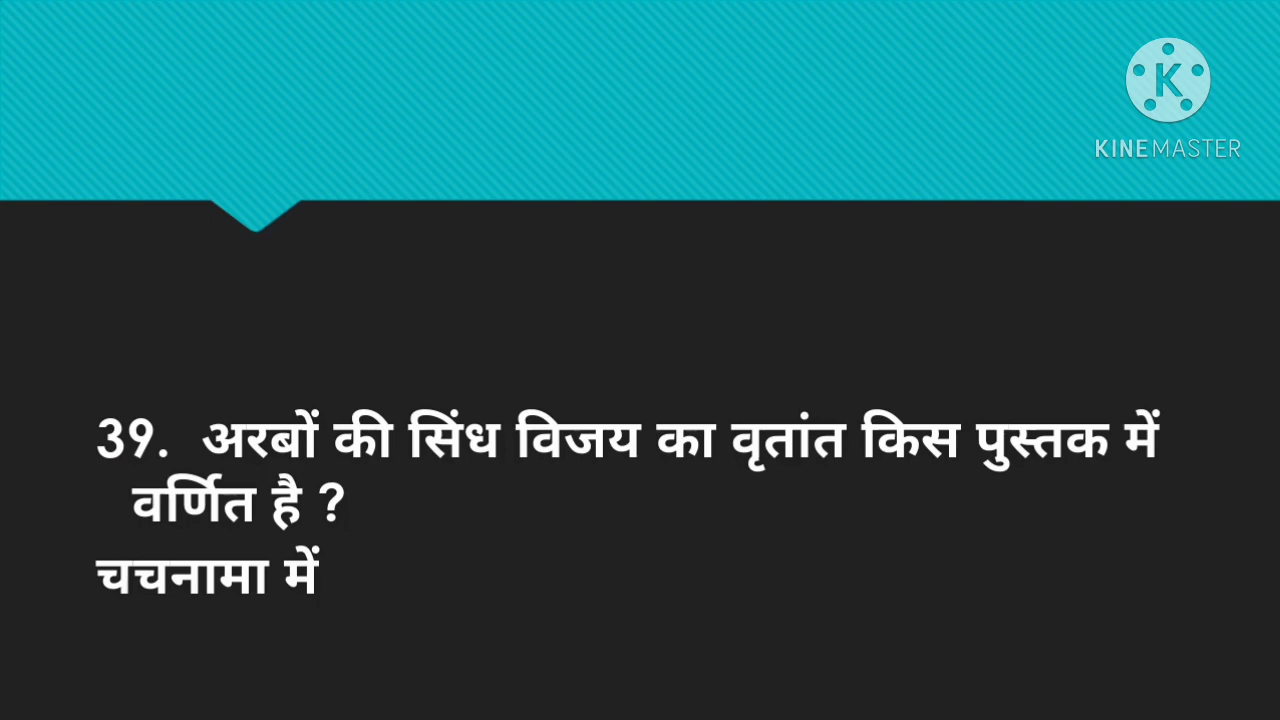 K
KINEMASTER
39. अरबों की सिंध विजय का वृतांत किस पुस्तक में
वर्णित है ?
चचनामा में